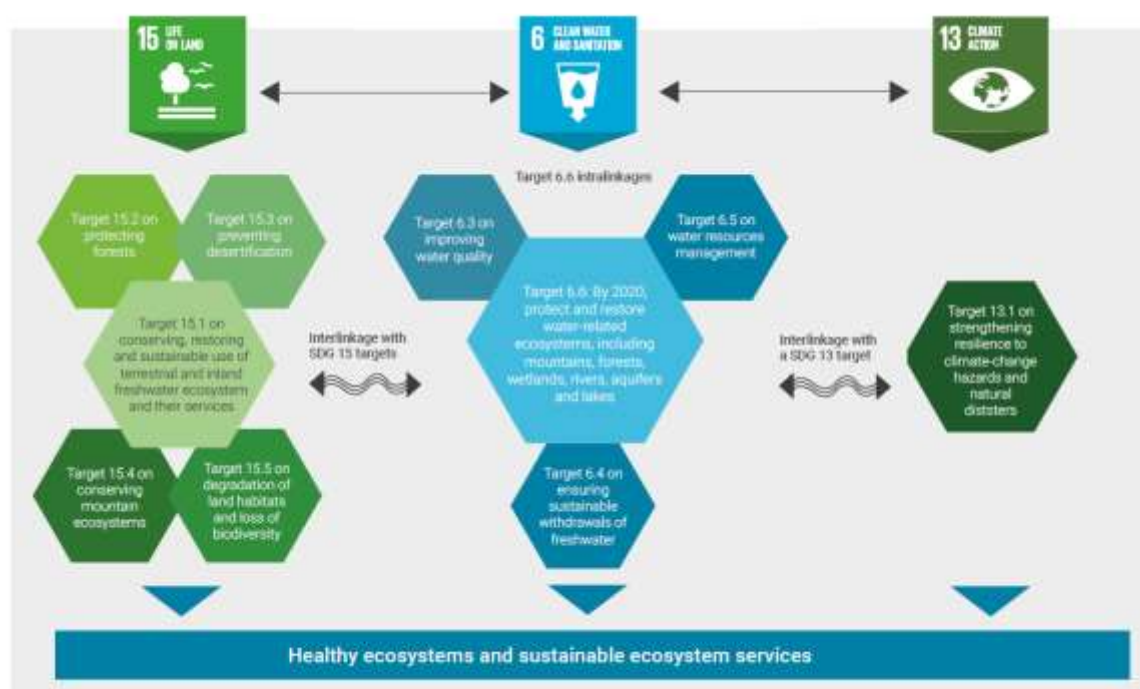 15 LIFE
ON LAND
6 CLEAN WATER
AND SANITATION
13 CLIMATE
ACTION
Target 6.6 intralinkages
Target 15.2 on
protecting
forests
Target 15.3 on
preventing
desertification
Target 15.1 on
conserving, restoring
and sustainable use of
terrestrial and inland
freshwater ecosystem
and their services
Target 15.4 on
conserving
mountain
ecosystems
Target 15.5 on
degradation of
land habitats
and loss of
biodiversity
Interlinkage with
SDG 15 targets
Target 6.3 on
improving
water quality
Target 6.5 on
water resources
management
Target 6.6: By 2020,
protect and restore
water-related
ecosystems, including
mountains, forests,
wetlands, rivers, aquifers
and lakes
Target 6.4 on
ensuring
sustainable
withdrawals of
freshwater
Interlinkage with
a SDG 13 target
Target 13.1 on
strengthening
resilience to
climate-change
hazards and
natural
diststers
Healthy ecosystems and sustainable ecosystem services